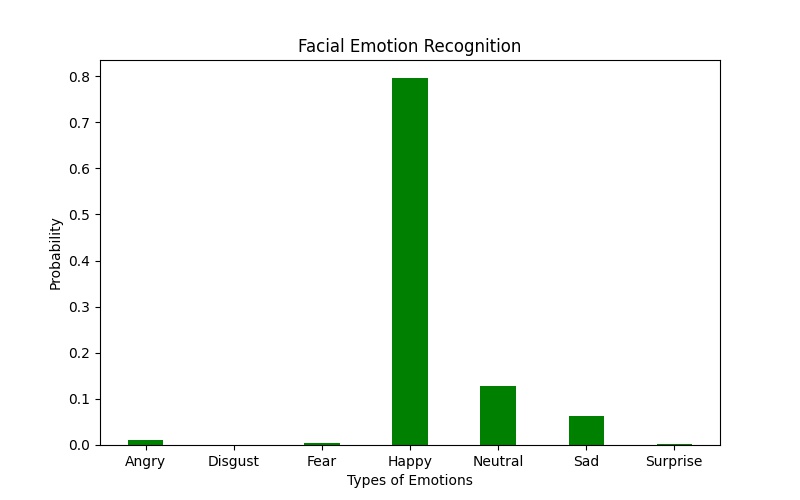 Facial Emotion Recognition
0.8
0.7
0.6
0.5
0.4
0.3
0.2
0.1
0.0
Probability
Angry Disgust Fear Happy Neutral Sad Surprise
Types of Emotions